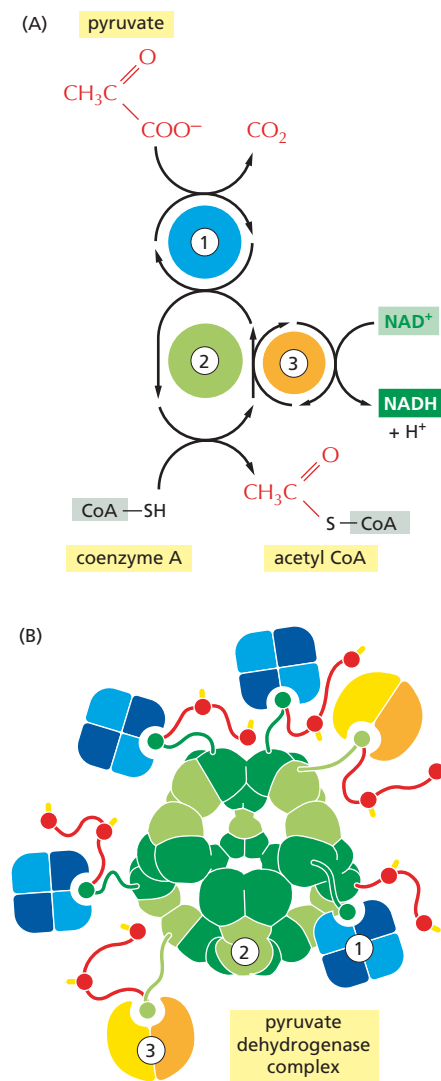 (A)
pyruvate
O
CH₃C
COO⁻
CO₂
1
2
3
NAD⁺
NADH
+ H⁺
O
CH₃C
CoA—SH
S—CoA
coenzyme A
acetyl CoA
(B)
1
2
3
pyruvate
dehydrogenase
complex